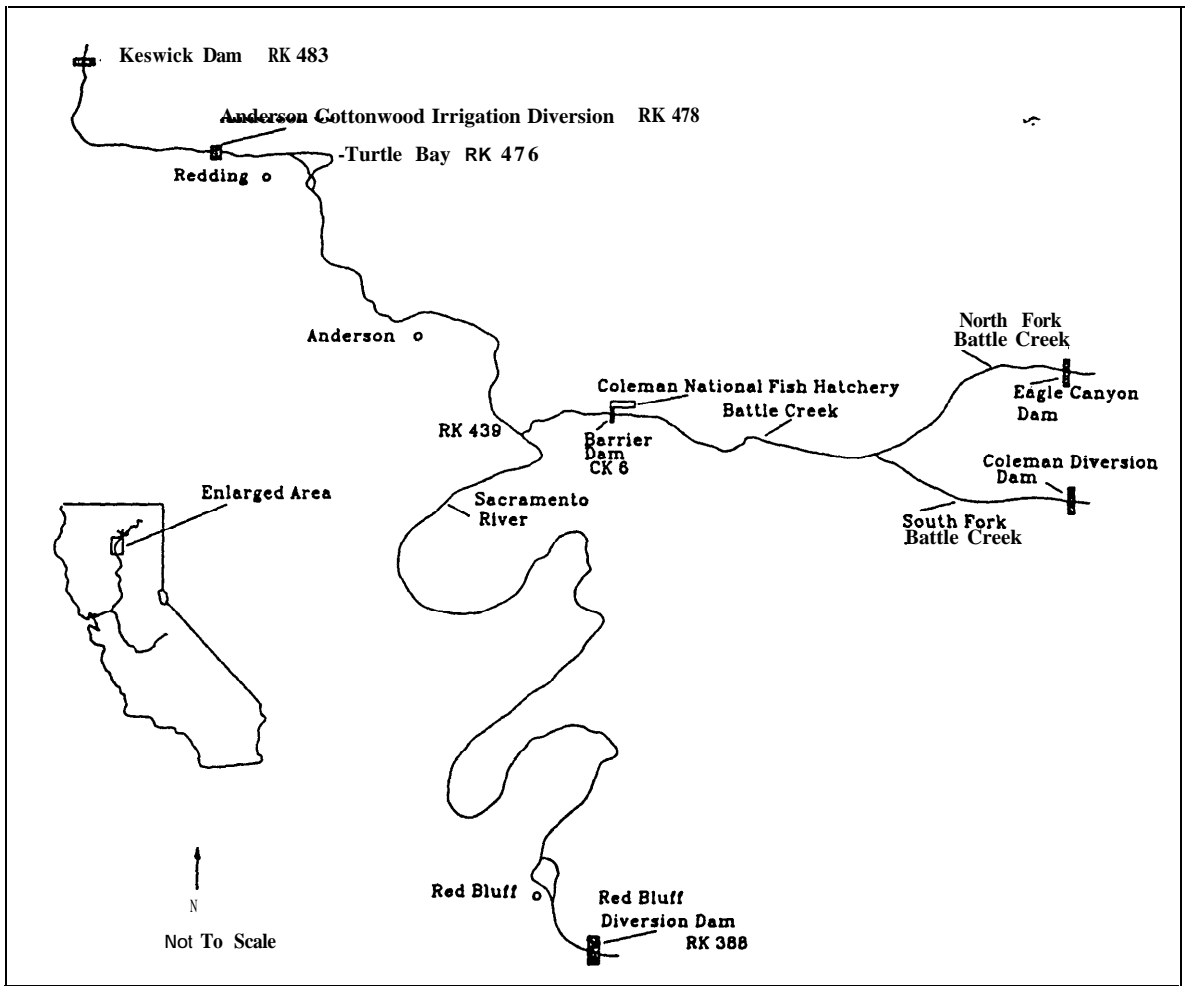 Keswick Dam RK 483
Anderson Cottonwood Irrigation Diversion RK 478
-Turtle Bay RK 476
Redding
Anderson
North Fork
Battle Creek
Eagle Canyon
Dam
Coleman National Fish Hatchery
Battle Creek
RK 439
Barrier
Dam
CK 6
Coleman Diversion
Dam
South Fork
Battle Creek
Enlarged Area
Sacramento
River
Red Bluff
Red Bluff
Diversion Dam
RK 388
N
Not To Scale